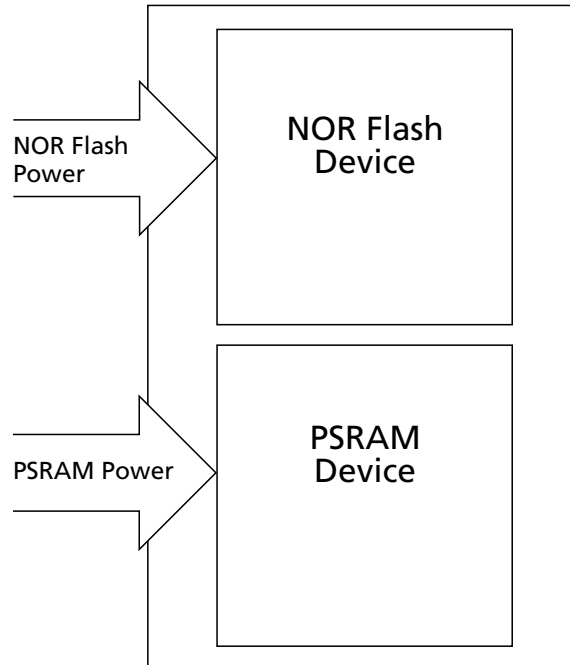 NOR Flash
Power
NOR Flash
Device
PSRAM Power
PSRAM
Device